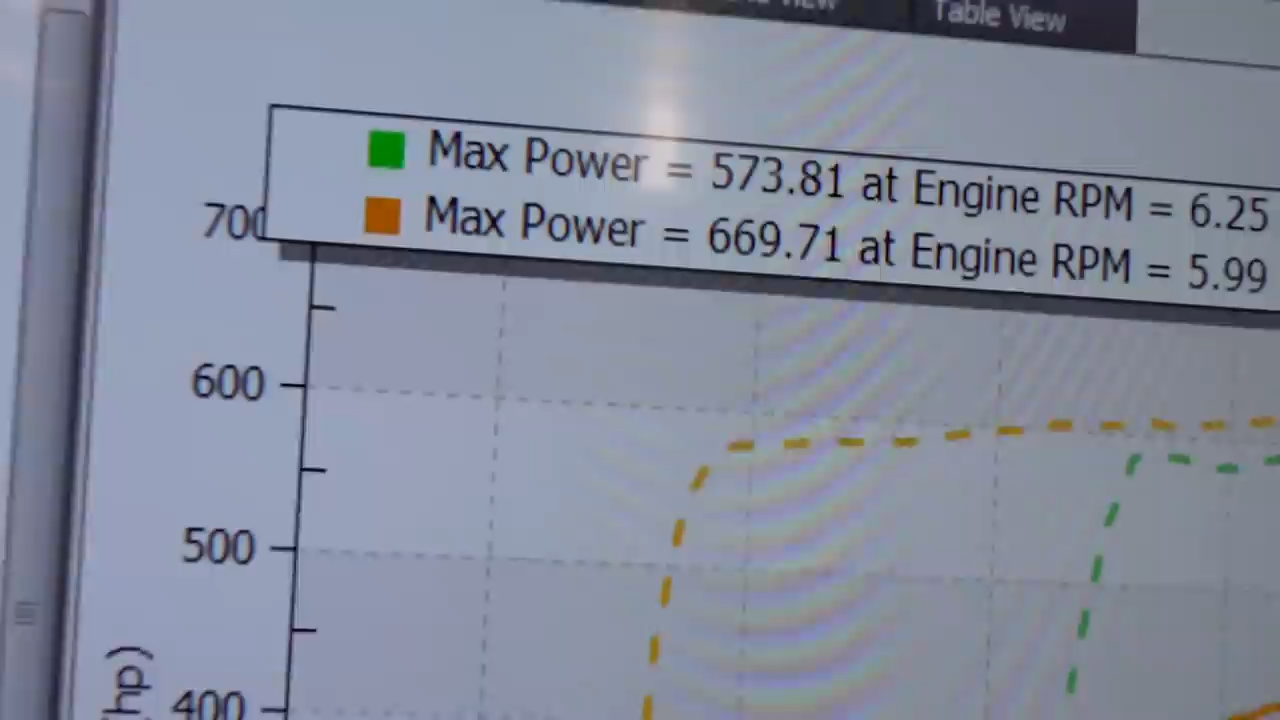 Table View
Max Power = 573.81 at Engine RPM = 6.25
Max Power = 669.71 at Engine RPM = 5.99
700
600
500
400
(hp)